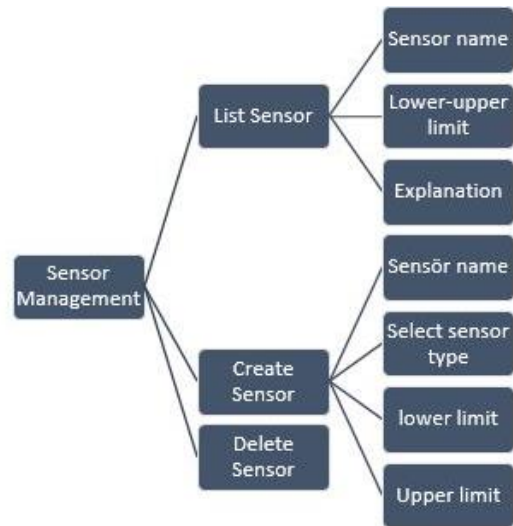 Sensor Management
List Sensor
Sensor name
Lower-upper
limit
Explanation
Create
Sensor
Sensör name
Select sensor
type
lower limit
Upper limit
Delete
Sensor